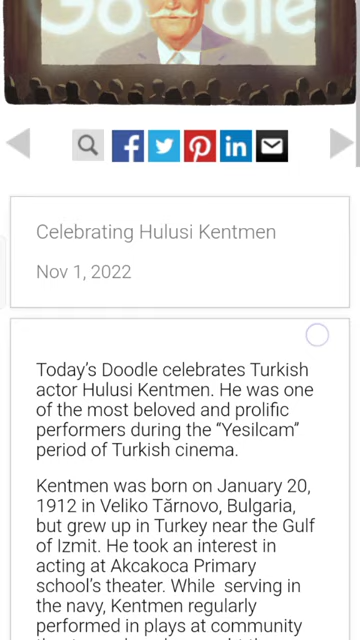 Google
Celebrating Hulusi Kentmen
Nov 1, 2022
Today's Doodle celebrates Turkish
actor Hulusi Kentmen. He was one
of the most beloved and prolific
performers during the “Yesilcam”
period of Turkish cinema.
Kentmen was born on January 20,
1912 in Veliko Tărnovo, Bulgaria,
but grew up in Turkey near the Gulf
of Izmit. He took an interest in
acting at Akcakoca Primary
school's theater. While  serving in
the navy, Kentmen regularly
performed in plays at community